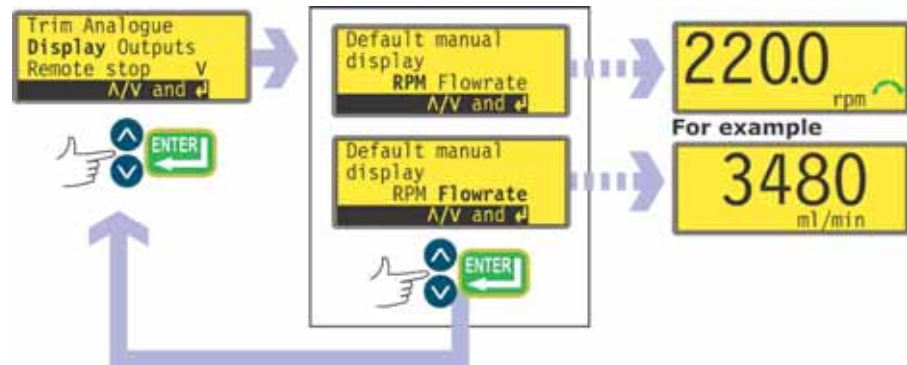 Trim Analogue
Display Outputs
Remote stop V
Λ/V and ↲
ENTER
Default manual
display
RPM Flowrate
Λ/V and ↲
Default manual
display
RPM Flowrate
Λ/V and ↲
ENTER
220.0
rpm
For example
3480
ml/min